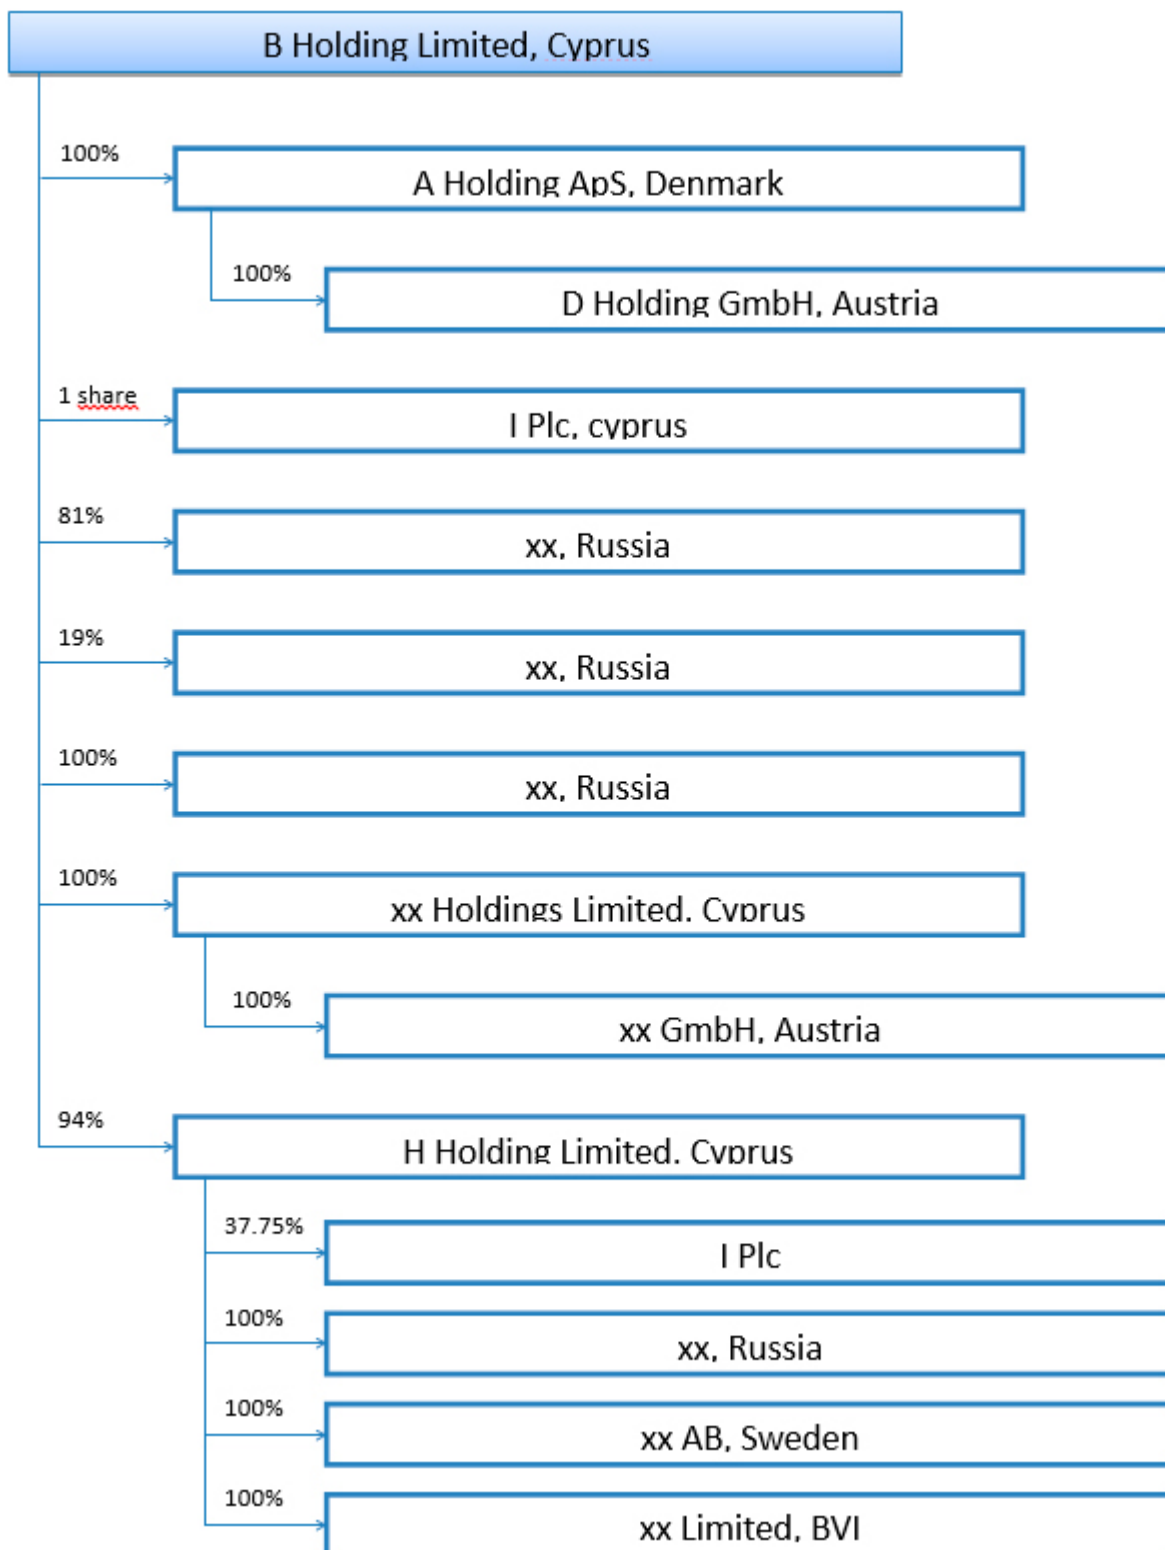 B Holding Limited, Cyprus
100%
A Holding ApS, Denmark
100%
D Holding GmbH, Austria
1 share
I Plc, cyprus
81%
xx, Russia
19%
xx, Russia
100%
xx, Russia
100%
xx Holdings Limited. Cyprus
100%
xx GmbH, Austria
94%
H Holding Limited. Cyprus
37.75%
I Plc
100%
xx, Russia
100%
xx AB, Sweden
100%
xx Limited, BVI